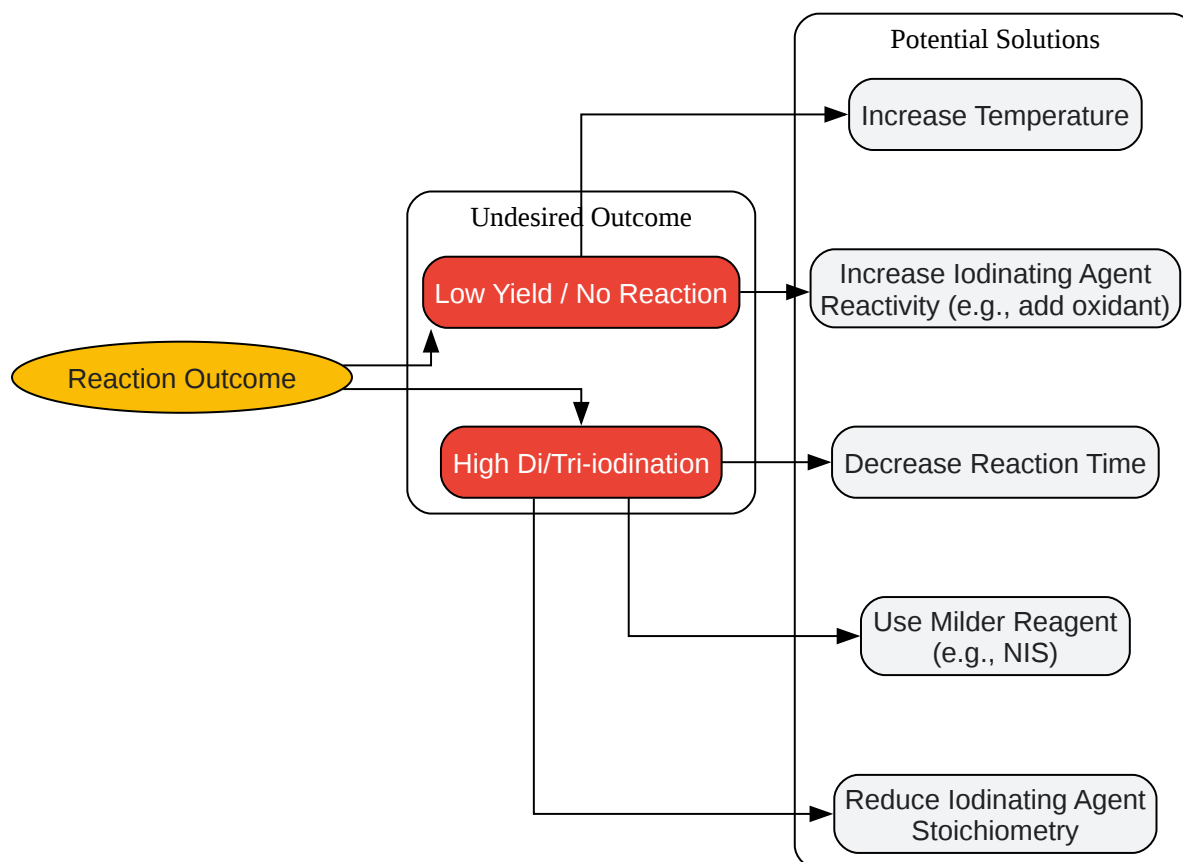 Potential Solutions
Increase Temperature
Undesired Outcome
Low Yield / No Reaction
Increase Iodinating Agent
Reactivity (e.g., add oxidant)
Reaction Outcome
High Di/Tri-iodination
Decrease Reaction Time
Use Milder Reagent
(e.g., NIS)
Reduce Iodinating Agent
Stoichiometry